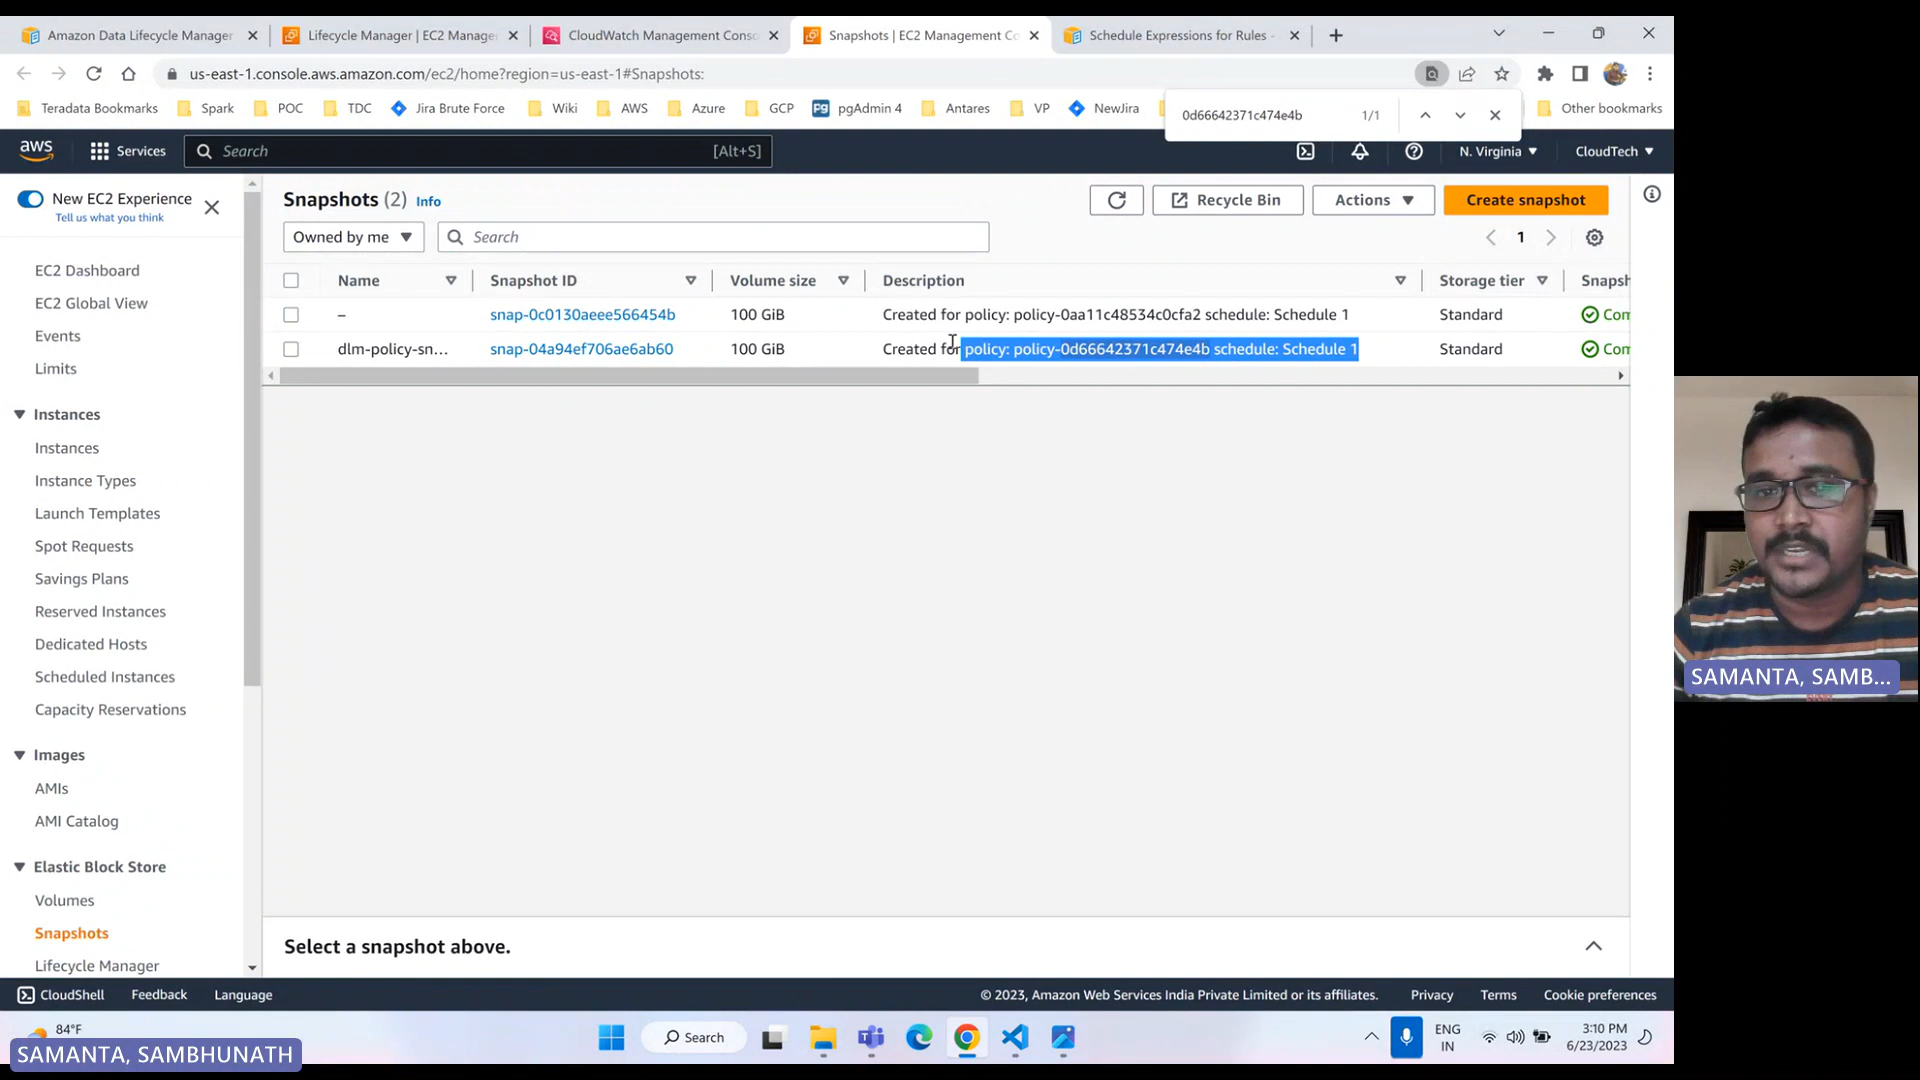 Amazon Data Lifecycle Manager
Lifecycle Manager | EC2 Manage
CloudWatch Management Conso
Snapshots | EC2 Management Co
Schedule Expressions for Rules -
us-east-1.console.aws.amazon.com/ec2/home?region=us-east-1#Snapshots:
Teradata Bookmarks
Spark
POC
TDC
Jira Brute Force
Wiki
AWS
Azure
GCP
pgAdmin 4
Antares
VP
NewJira
Other bookmarks
0d66642371c474e4b
1/1
aws
Services
Search
[Alt+S]
N. Virginia
CloudTech
New EC2 Experience
Tell us what you think
EC2 Dashboard
EC2 Global View
Events
Limits
Instances
Instances
Instance Types
Launch Templates
Spot Requests
Savings Plans
Reserved Instances
Dedicated Hosts
Scheduled Instances
Capacity Reservations
Images
AMIs
AMI Catalog
Elastic Block Store
Volumes
Snapshots
Lifecycle Manager
Snapshots (2) Info
Recycle Bin
Actions
Create snapshot
Owned by me
Search
1
Name Snapshot ID Volume size Description Storage tier Snapsh
– snap-0c0130aeee566454b 100 GiB Created for policy: policy-0aa11c48534c0cfa2 schedule: Schedule 1 Standard Com
dlm-policy-sn... snap-04a94ef706ae6ab60 100 GiB Created for policy: policy-0d66642371c474e4b schedule: Schedule 1 Standard Com
Select a snapshot above.
CloudShell Feedback Language
© 2023, Amazon Web Services India Private Limited or its affiliates. Privacy Terms Cookie preferences
84°F
Search
ENG
IN
3:10 PM
6/23/2023
SAMANTA, SAMBHUNATH
SAMANTA, SAMB...